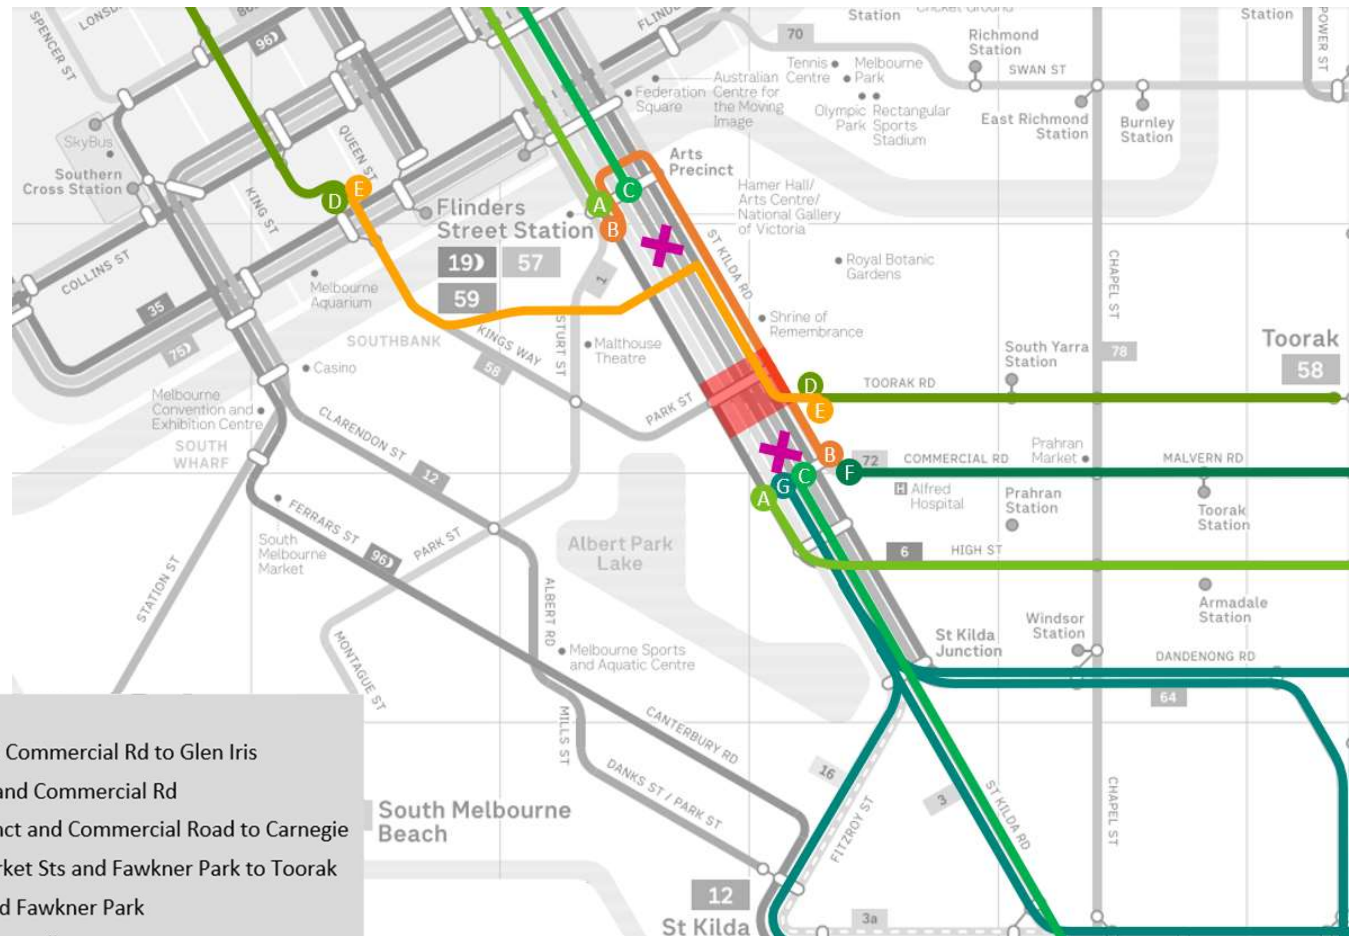 SPENCER ST
96
FLIND
70
Station
Station
POWER ST
Richmond
Station
SWAN ST
Tennis
Centre
Melbourne
Park
Olympic
Park
Rectangular
Sports
Stadium
East Richmond
Station
Burnley
Station
Australian
Centre for
the Moving
Image
Federation
Square
SkyBus
Southern
Cross Station
QUEEN ST
KING ST
COLLINS ST
35
75
D
E
Flinders
Street Station
19
57
59
A
B
C
Arts
Precinct
Hamer Hall/
Arts Centre/
National Gallery
of Victoria
ST KILDA RD
Royal Botanic
Gardens
Shrine of
Remembrance
CHAPEL ST
78
South Yarra
Station
Toorak
58
TOORAK RD
Melbourne
Aquarium
SOUTHBANK
1
STURT ST
KINGS WAY
58
Malthouse
Theatre
PARK ST
Casino
Melbourne
Convention and
Exhibition Centre
SOUTH
WHARF
CLARENDON ST
12
D
E
B
F
72
COMMERCIAL RD
Prahran
Market
MALVERN RD
A
G
C
H
Alfred
Hospital
Prahran
Station
Toorak
Station
6
HIGH ST
Armadale
Station
Windsor
Station
St Kilda
Junction
DANDENONG RD
64
FERRARS ST
96
South
Melbourne
Market
PARK ST
STATION ST
MONTAGUE ST
Albert Park
Lake
ALBERT RD
Melbourne Sports
and Aquatic Centre
MILLS ST
CANTERBURY RD
DANKS ST / PARK ST
16
FITZROY ST
3
ST KILDA RD
CHAPEL ST
South Melbourne
Beach
12
St Kilda
3a
Commercial Rd to Glen Iris
and Commercial Rd
nct and Commercial Road to Carnegie
rket Sts and Fawkner Park to Toorak
d Fawkner Park